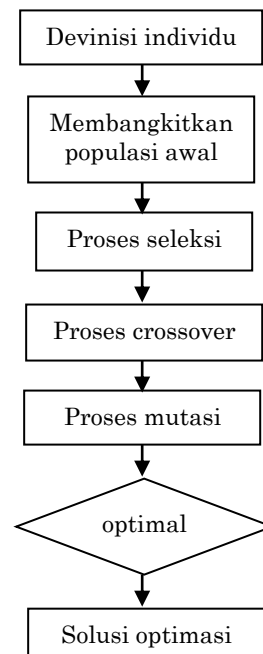 Devinisi individu
Membangkitkan
populasi awal
Proses seleksi
Proses crossover
Proses mutasi
optimal
Solusi optimasi